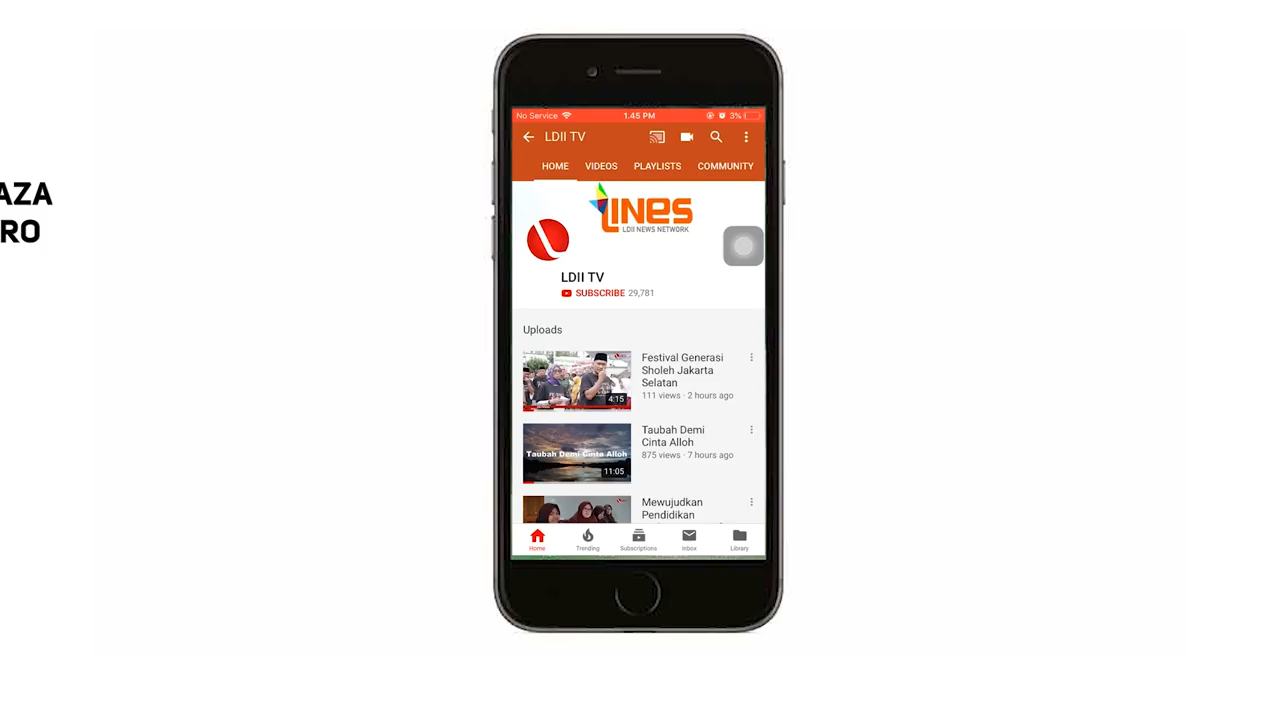 AZA
RO
No Service
1.45 PM
3%
LDII TV
HOME VIDEOS PLAYLISTS COMMUNITY
LINES
LDII NEWS NETWORK
LDII TV
SUBSCRIBE 29,781
Uploads
4:15
Festival Generasi
Sholeh Jakarta
Selatan
111 views · 2 hours ago
Taubah Demi Cinta Alloh
11:05
Taubah Demi
Cinta Alloh
875 views · 7 hours ago
Mewujudkan
Pendidikan
Home Trending Subscriptions Inbox Library